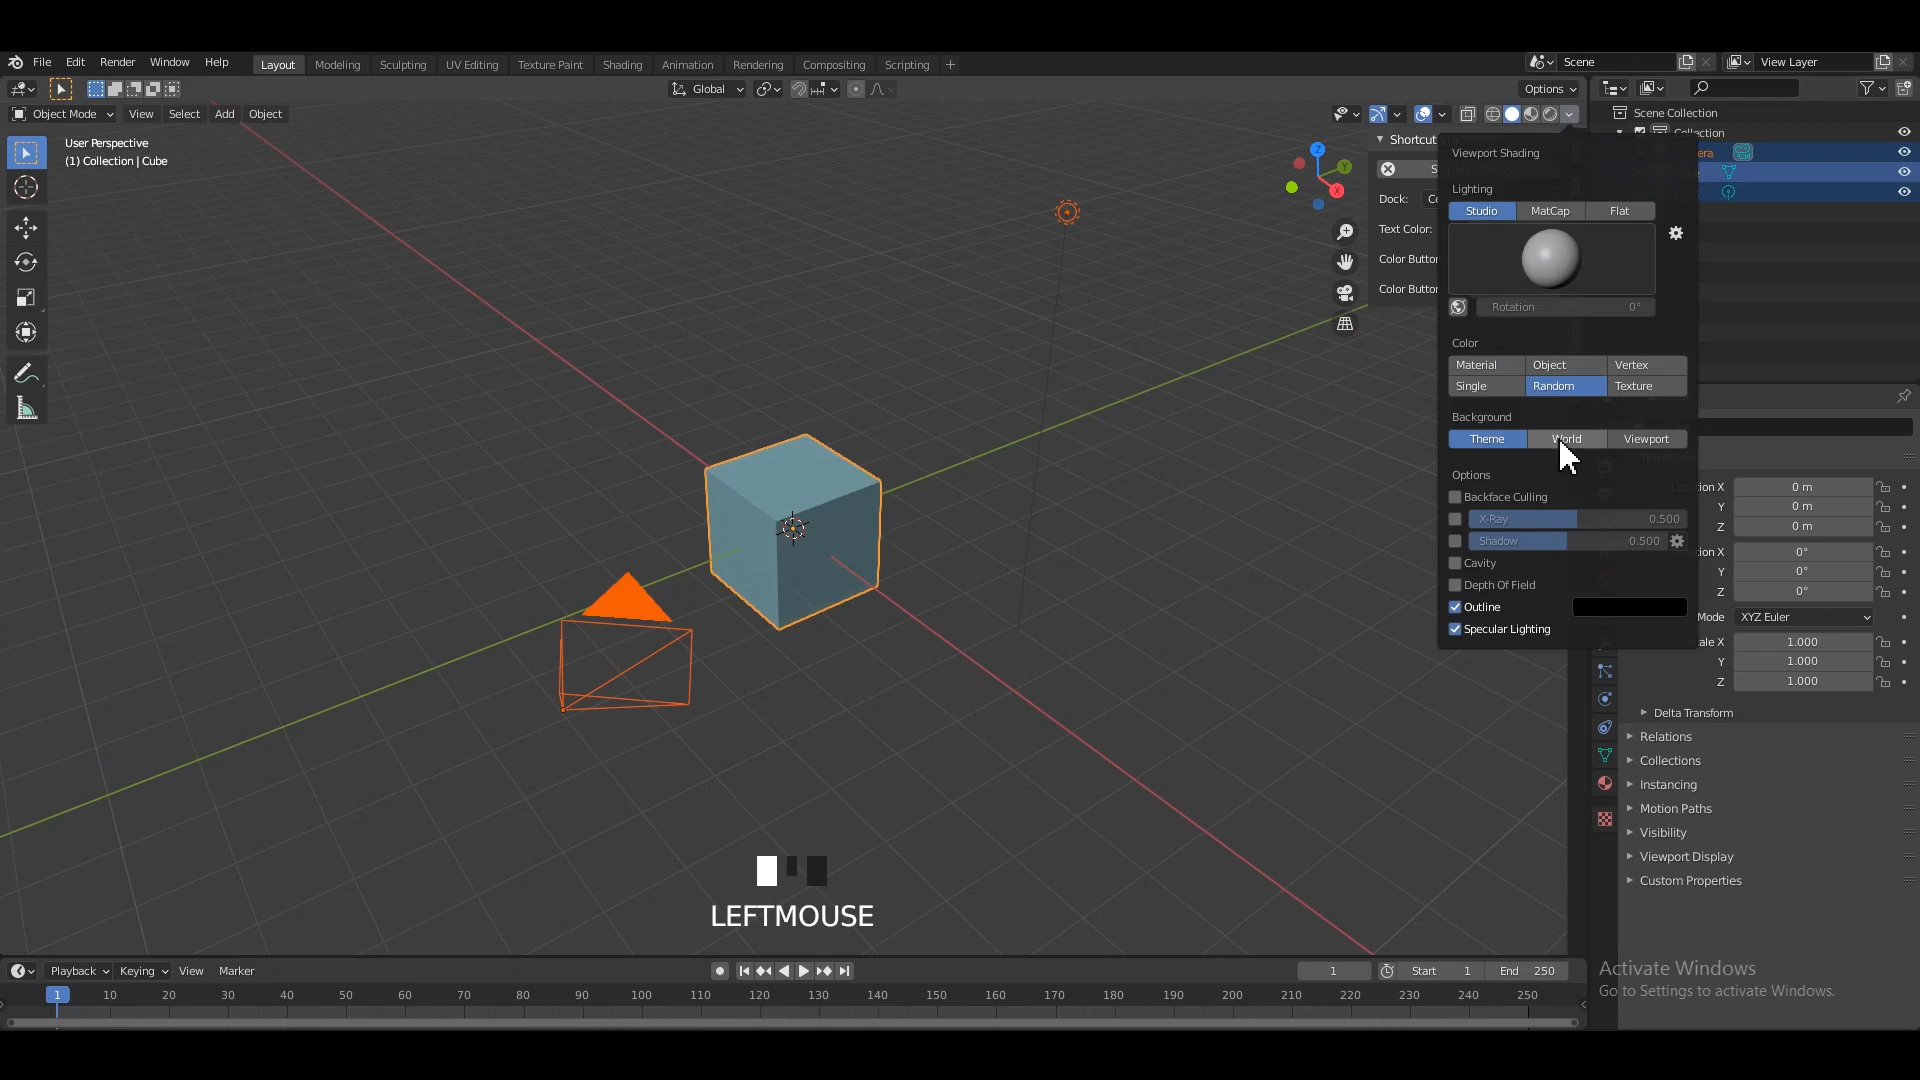 File Edit Render Window Help Layout Modeling Sculpting UV Editing Texture Paint Shading Animation Rendering Compositing Scripting + Scene View Layer
Global Options
Object Mode View Select Add Object
Scene Collection
Collection
User Perspective
(1) Collection | Cube
Z
Y
X
Dock:
Text Color:
Viewport Shading
Lighting
Studio MatCap Flat
Rotation 0°
Color
Material Object Vertex
Single Random Texture
Background
Theme World Viewport
Options
Backface Culling
X-Ray 0.500
Shadow 0.500
Cavity
Depth Of Field
Outline
Specular Lighting
X 0 m
Y 0 m
Z 0 m
X 0°
Y 0°
Z 0°
Mode XYZ Euler
X 1.000
Y 1.000
Z 1.000
Delta Transform
Relations
Collections
Instancing
Motion Paths
Visibility
Viewport Display
Custom Properties
LEFTMOUSE
Activate Windows
Go to Settings to activate Windows.
Playback Keying View Marker 1 Start 1 End 250
1 10 20 30 40 50 60 70 80 90 100 110 120 130 140 150 160 170 180 190 200 210 220 230 240 250